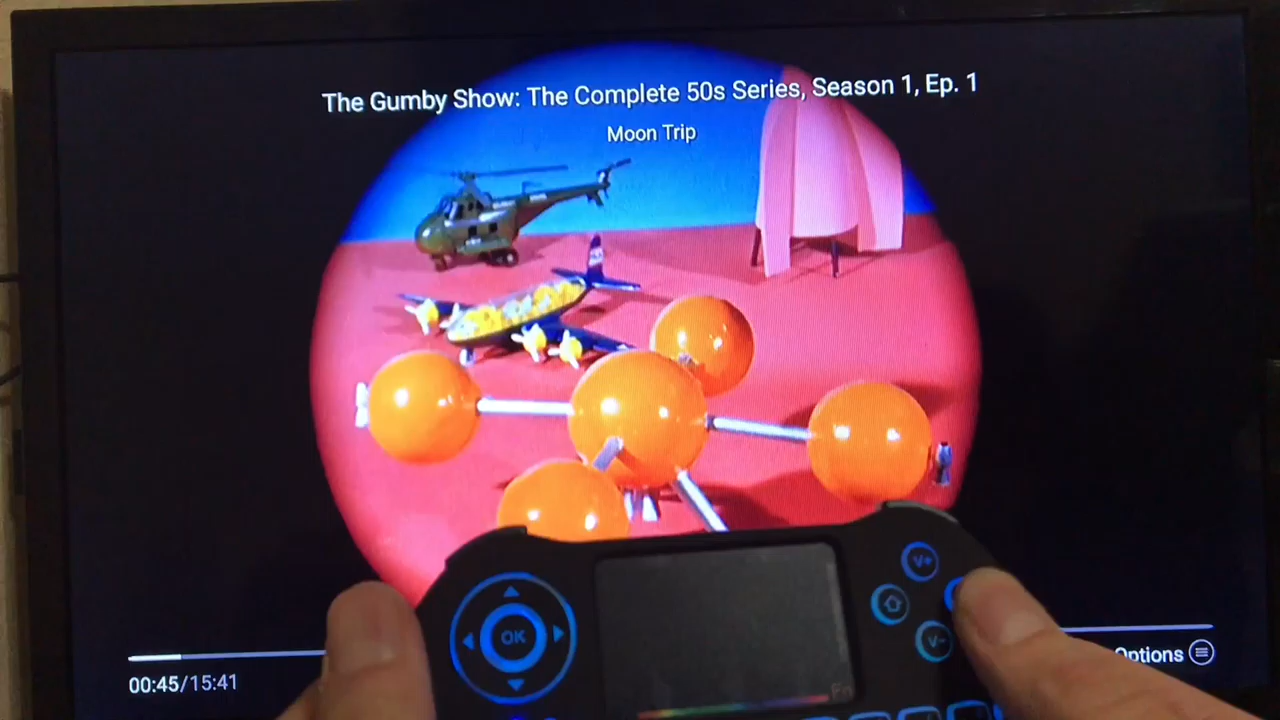 The Gumby Show: The Complete 50s Series, Season 1, Ep. 1
Moon Trip
V+
OK
V-
Options
00:45/15:41
Fn